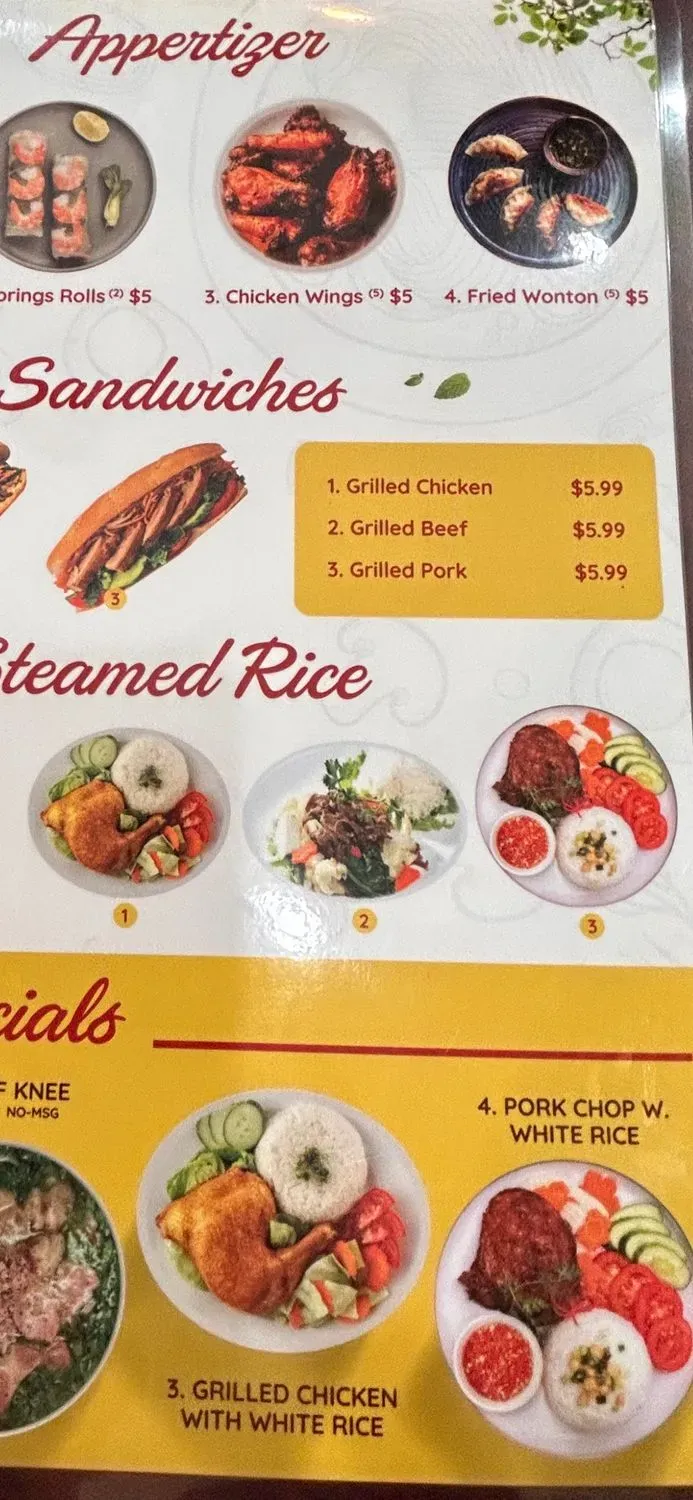 Appertizer
prings Rolls (2) $5
3. Chicken Wings (5) $5
4. Fried Wonton (5) $5
Sandwiches
3
1. Grilled Chicken $5.99
2. Grilled Beef $5.99
3. Grilled Pork $5.99
Steamed Rice
1
2
3
cials
F KNEE
NO-MSG
4. PORK CHOP W.
WHITE RICE
3. GRILLED CHICKEN
WITH WHITE RICE